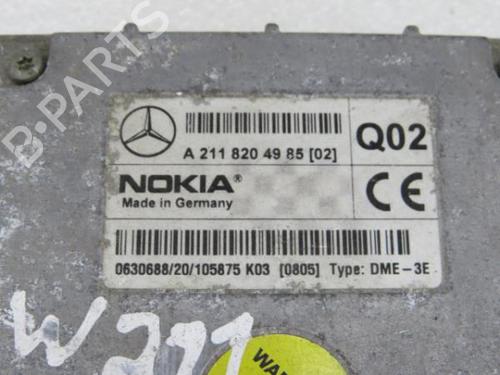 B-PARTS
A 211 820 49 85 [02]
Q02
NOKIA®
Made in Germany
CE
0630688/20/105875 K03 [0805] Type: DME-3E
W 211